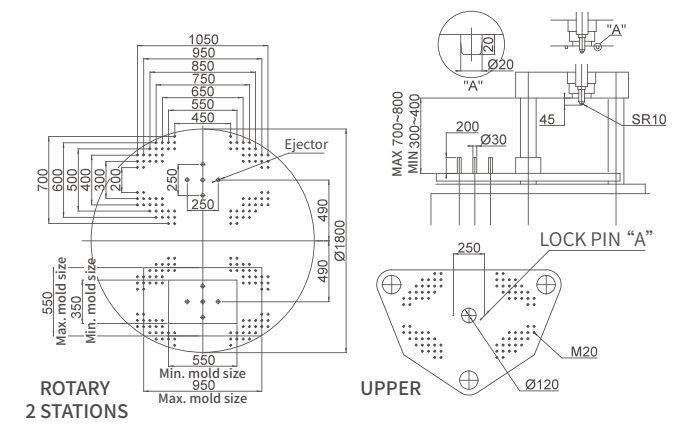 1050
950
850
750
650
550
450
Ejector
700
600
500
400
300
200
250
250
490
490
Ø1800
550
Max. mold size
350
Min. mold size
550
Min. mold size
950
Max. mold size
ROTARY
2 STATIONS
20
Ø20
"A"
"A"
MAX 700~800
MIN 300~400
200
Ø30
45
SR10
LOCK PIN “A”
250
M20
Ø120
UPPER